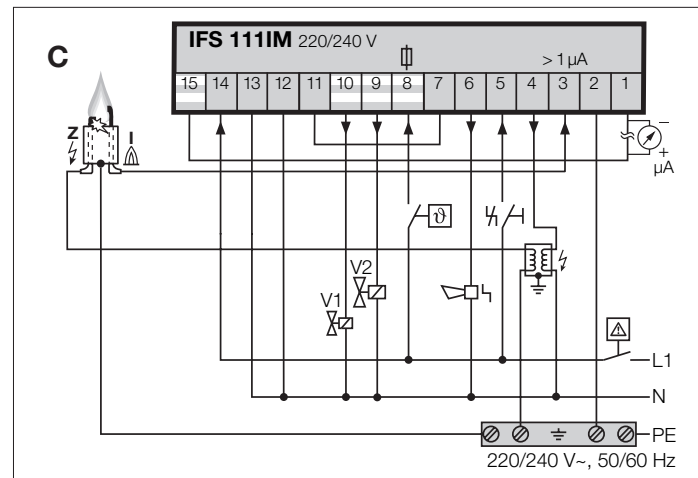 C
IFS 111IM 220/240 V
> 1 µA
15 14 13 12 11 10 9 8 7 6 5 4 3 2 1
Z
I
−
+
µA
ϑ
V2
V1
L1
N
PE
220/240 V~, 50/60 Hz